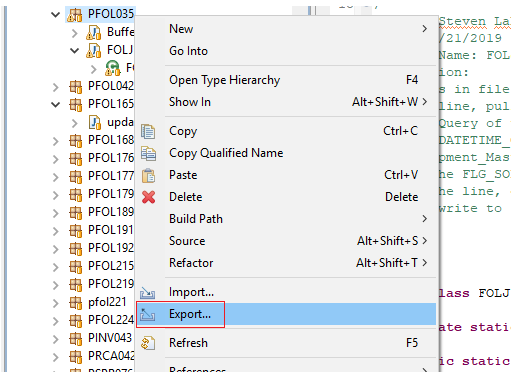 PFOL035
Buffe
FOLJ
FO
PFOL042
PFOL165
upda
PFOL168
PFOL176
PFOL177
PFOL179
PFOL189
PFOL191
PFOL192
PFOL215
PFOL219
pfol221
PFOL224
PINV043
PRCA042
New
Go Into
Open Type Hierarchy F4
Show In Alt+Shift+W
Copy Ctrl+C
Copy Qualified Name
Paste Ctrl+V
Delete Delete
Build Path
Source Alt+Shift+S
Refactor Alt+Shift+T
Import...
Export...
Refresh F5
References
Steven La
/21/2019
Name: FOL
ion:
s in file
line, pul
Query of
DATETIME_
pment_Mas
he FLG_SO
he line,
write to
lass FOLJ
ate stati
ic static